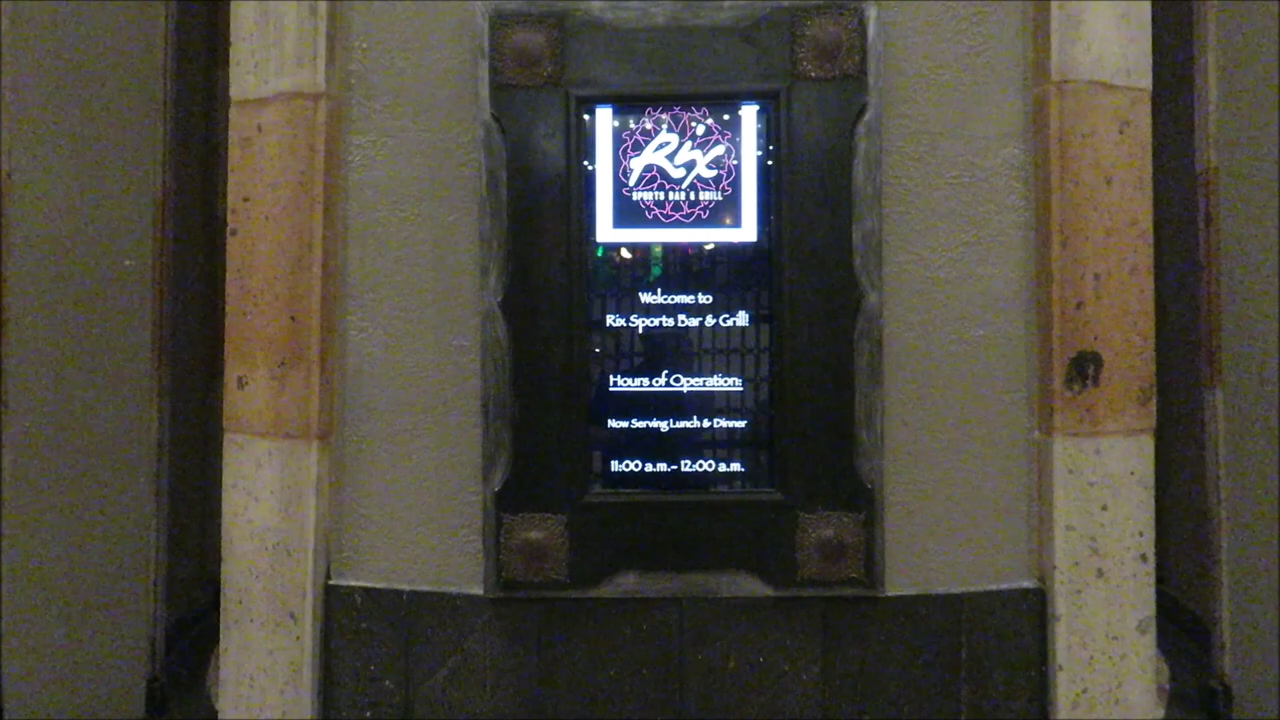 Rix
SPORTS BAR & GRILL
Welcome to
Rix Sports Bar & Grill!
Hours of Operation:
Now Serving Lunch & Dinner
11:00 a.m.- 12:00 a.m.